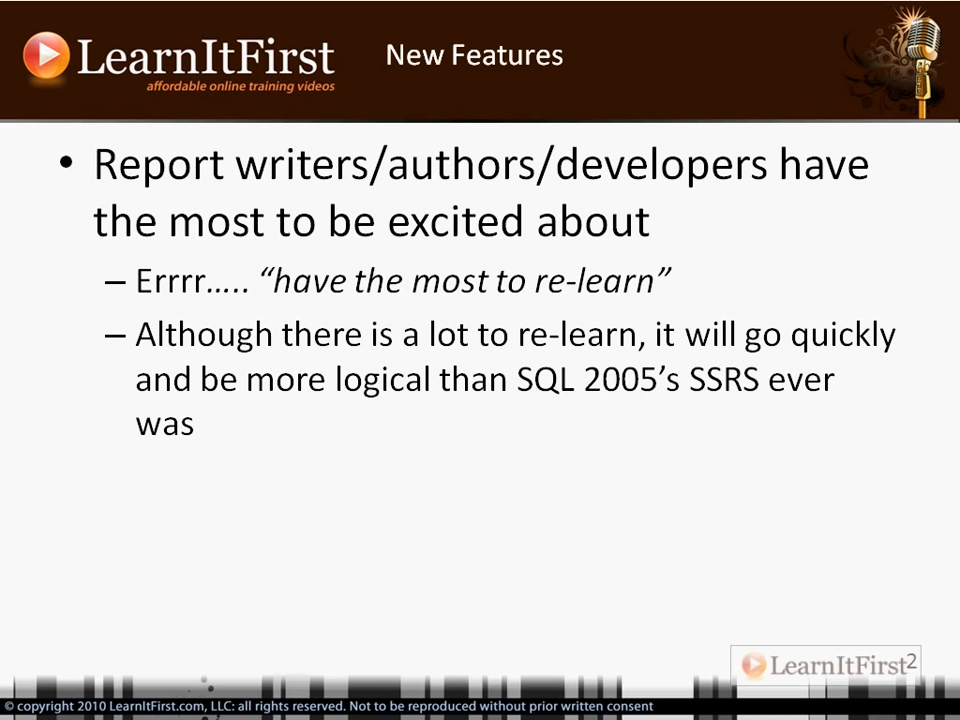 LearnItFirst
affordable online training videos
New Features
• Report writers/authors/developers have
the most to be excited about
– Errrr….. “have the most to re-learn”
– Although there is a lot to re-learn, it will go quickly
and be more logical than SQL 2005’s SSRS ever
was
LearnItFirst
2
© copyright 2010 LearnItFirst.com, LLC: all rights reserved. Not to be reproduced without prior written consent